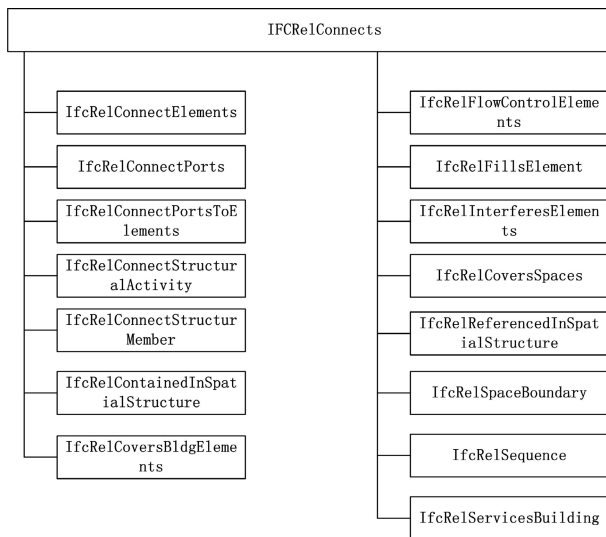 IFCRelConnects
IfcRelConnectElements
IfcRelConnectPorts
IfcRelConnectPortsToE
lements
IfcRelConnectStructur
alActivity
IfcRelConnectStructur
Member
IfcRelContainedInSpat
ialStructure
IfcRelCoversBldgEleme
nts
IfcRelFlowControlEleme
nts
IfcRelFillsElement
IfcRelInterferesElemen
ts
IfcRelCoversSpaces
IfcRelReferencedInSpat
ialStructure
IfcRelSpaceBoundary
IfcRelSequence
IfcRelServicesBuilding